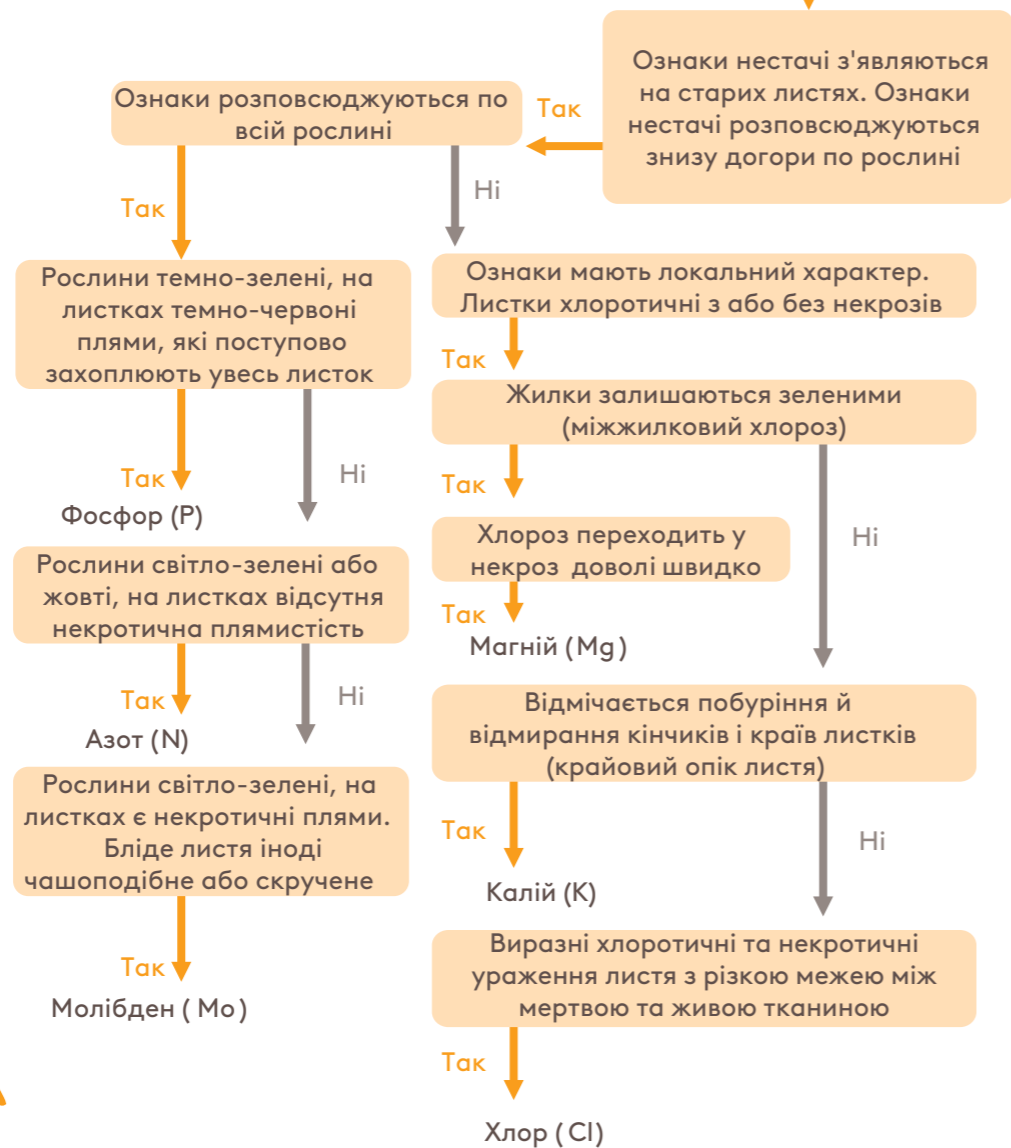 Ознаки нестачі з'являються
на старих листях. Ознаки
нестачі розповсюджуються
знизу догори по рослині
Так
Ознаки розповсюджуються по
всій рослині
Так
Ні
Рослини темно-зелені, на
листках темно-червоні
плями, які поступово
захоплюють увесь листок
Так
Ні
Фосфор (P)
Рослини світло-зелені або
жовті, на листках відсутня
некротична плямистість
Так
Ні
Азот (N)
Рослини світло-зелені, на
листках є некротичні плями.
Бліде листя іноді
чашоподібне або скручене
Так
Молібден ( Mo )
Ознаки мають локальний характер.
Листки хлоротичні з або без некрозів
Так
Жилки залишаються зеленими
(міжжилковий хлороз)
Так
Ні
Хлороз переходить у
некроз доволі швидко
Так
Магній ( Mg )
Відмічається побуріння й
відмирання кінчиків і країв листків
(крайовий опік листя)
Так
Ні
Калій (K)
Виразні хлоротичні та некротичні
ураження листя з різкою межею між
мертвою та живою тканиною
Так
Хлор ( Cl )